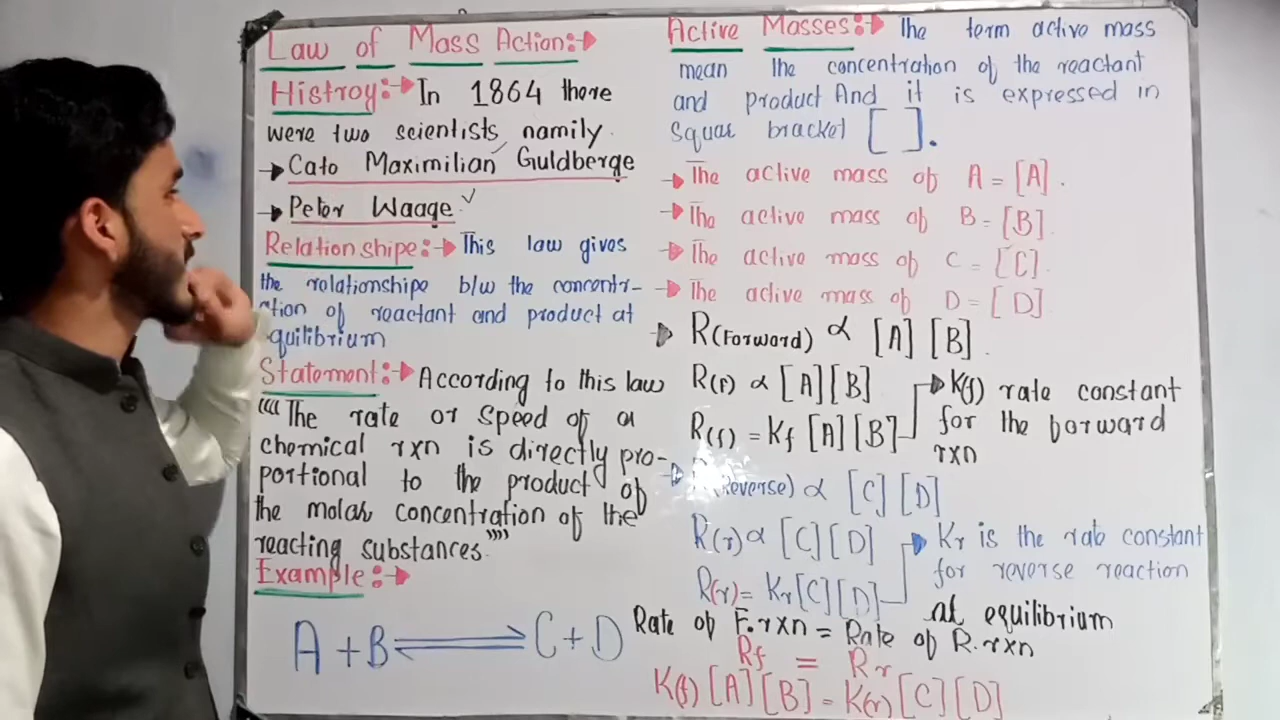 Law of Mass Action:→
Histroy:→ In 1864 there
were two scientists namily.
→ Cato Maximilian Guldberge
→ Peter Waage ✓
Relationshipe:→ This law gives
the relationshipe b/w the concentr-
ation of reactant and product at
equilibrium
Statement:→ According to this law
““The rate or speed of a
chemical rxn is directly pro-
portional to the product of
the molar concentration of the
reacting substances.””
Example:→
A + B ⇌ C + D
Active Masses:→ The term active mass
mean the concentration of the reactant
and product And it is expressed in
Squar bracket [ ].
→ The active mass of A = [A].
→ The active mass of B = [B].
→ The active mass of C = [C].
→ The active mass of D = [D].
→ R(Forward) ∝ [A] [B].
R(f) ∝ [A] [B]
R(f) = Kf [A] [B]
→ K(f) rate constant
for the forward
rxn
→ R(Reverse) ∝ [C] [D]
R(r) ∝ [C] [D]
R(r) = Kr [C] [D]
→ Kr is the rate constant
for reverse reaction
at equilibrium
Rate of F.rxn = Rate of R.rxn
Rf = Rr
K(f) [A] [B] = K(r) [C] [D]